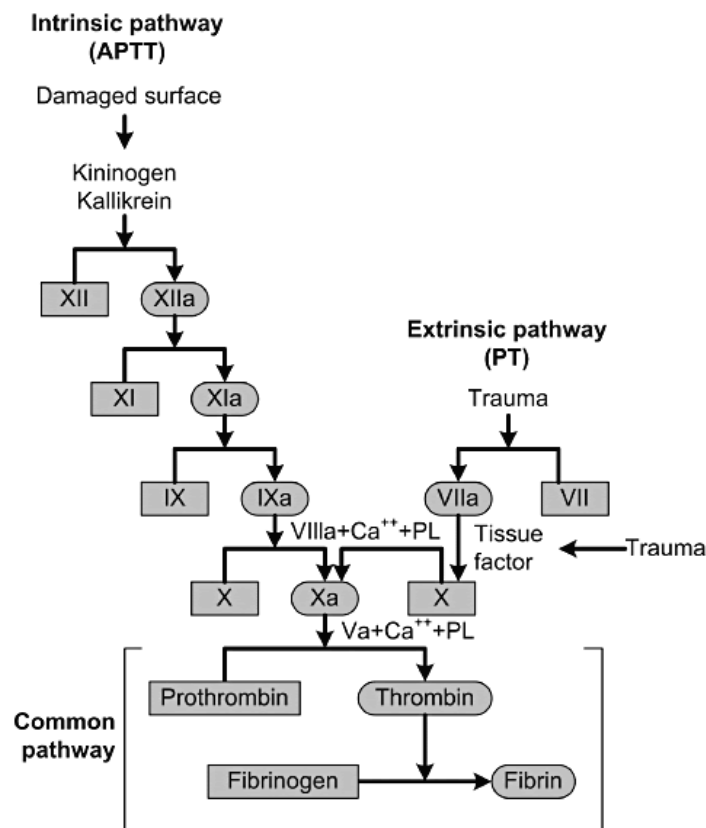 Intrinsic pathway
(APTT)
Damaged surface
Kininogen
Kallikrein
XII
XIIa
Extrinsic pathway
(PT)
XI
XIa
Trauma
IX
IXa
VIIa
VII
VIIIa+Ca+++PL
Tissue
factor
Trauma
X
Xa
X
Va+Ca+++PL
Prothrombin
Thrombin
Common
pathway
Fibrinogen
Fibrin